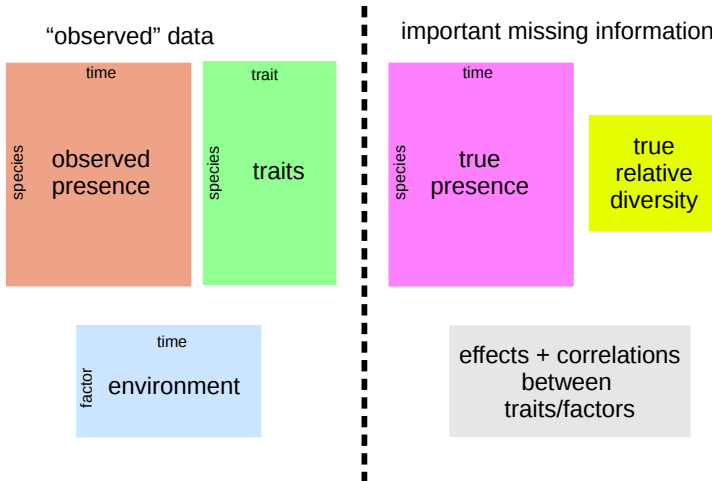 “observed” data
important missing information
time
species
observed
presence
trait
species
traits
time
species
true
presence
true
relative
diversity
time
factor
environment
effects + correlations
between
traits/factors